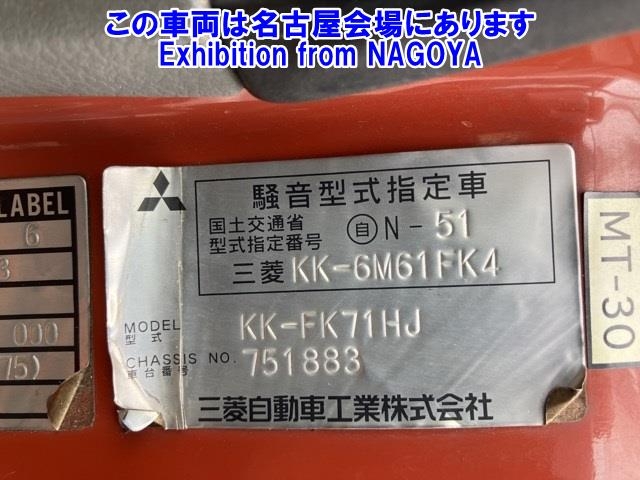 この車両は名古屋会場にあります
Exhibition from NAGOYA
LABEL
6
3
000
75)
騒音型式指定車
国土交通省
型式指定番号 自 N-51
三菱 KK-6M61FK4
MODEL
型式 KK-FK71HJ
CHASSIS NO.
車台番号 751883
三菱自動車工業株式会社
MT-30